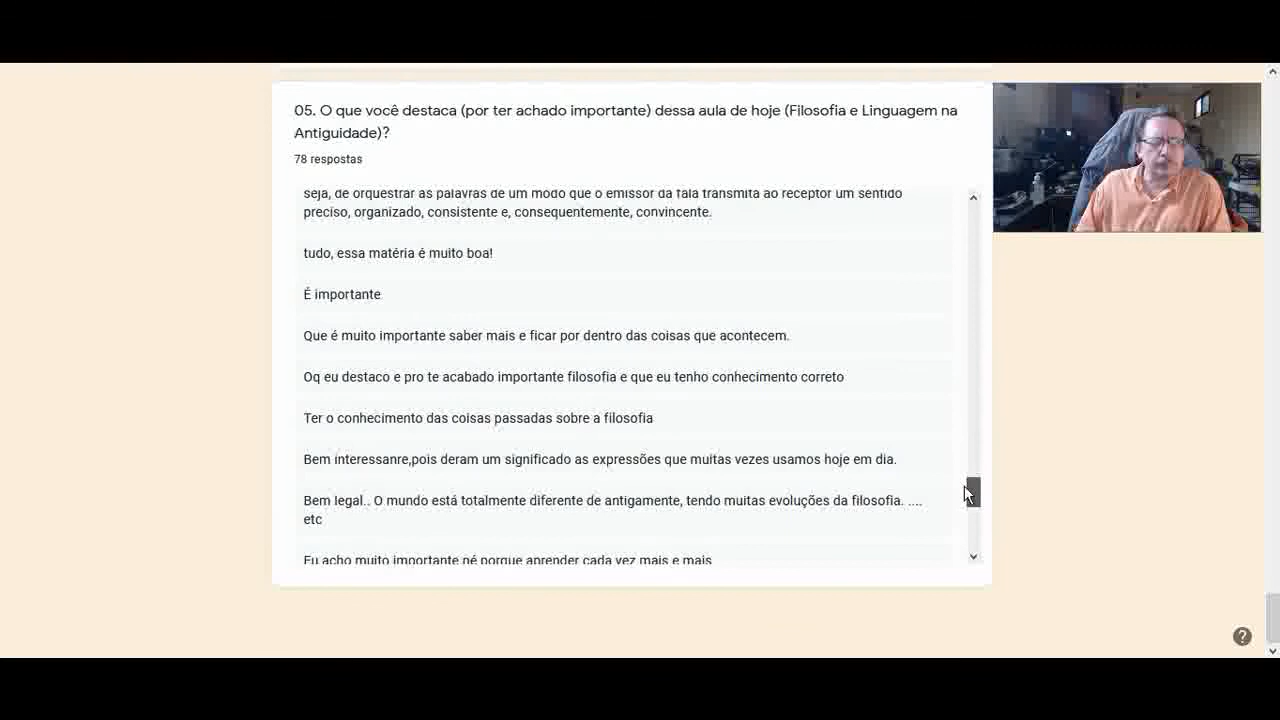 05. O que você destaca (por ter achado importante) dessa aula de hoje (Filosofia e Linguagem na
Antiguidade)?
78 respostas
seja, de orquestrar as palavras de um modo que o emissor da fala transmita ao receptor um sentido
preciso, organizado, consistente e, consequentemente, convincente.
tudo, essa matéria é muito boa!
É importante
Que é muito importante saber mais e ficar por dentro das coisas que acontecem.
Oq eu destaco e pro te acabado importante filosofia e que eu tenho conhecimento correto
Ter o conhecimento das coisas passadas sobre a filosofia
Bem interessanre,pois deram um significado as expressões que muitas vezes usamos hoje em dia.
Bem legal.. O mundo está totalmente diferente de antigamente, tendo muitas evoluções da filosofia. ....
etc
Eu acho muito importante né porque aprender cada vez mais e mais
?